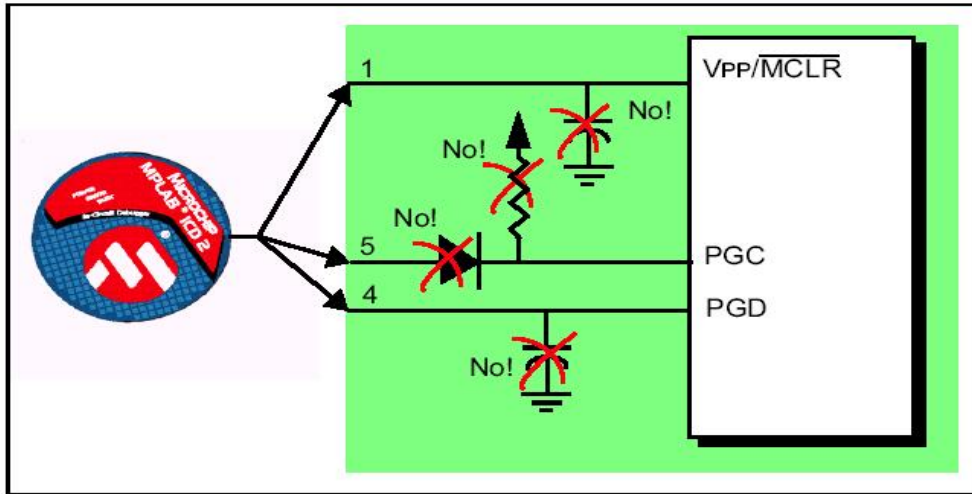 1
VPP/MCLR
No!
No!
MICROCHIP
MPLAB® ICD 2
In-Circuit Debugger
No!
5
PGC
4
PGD
No!